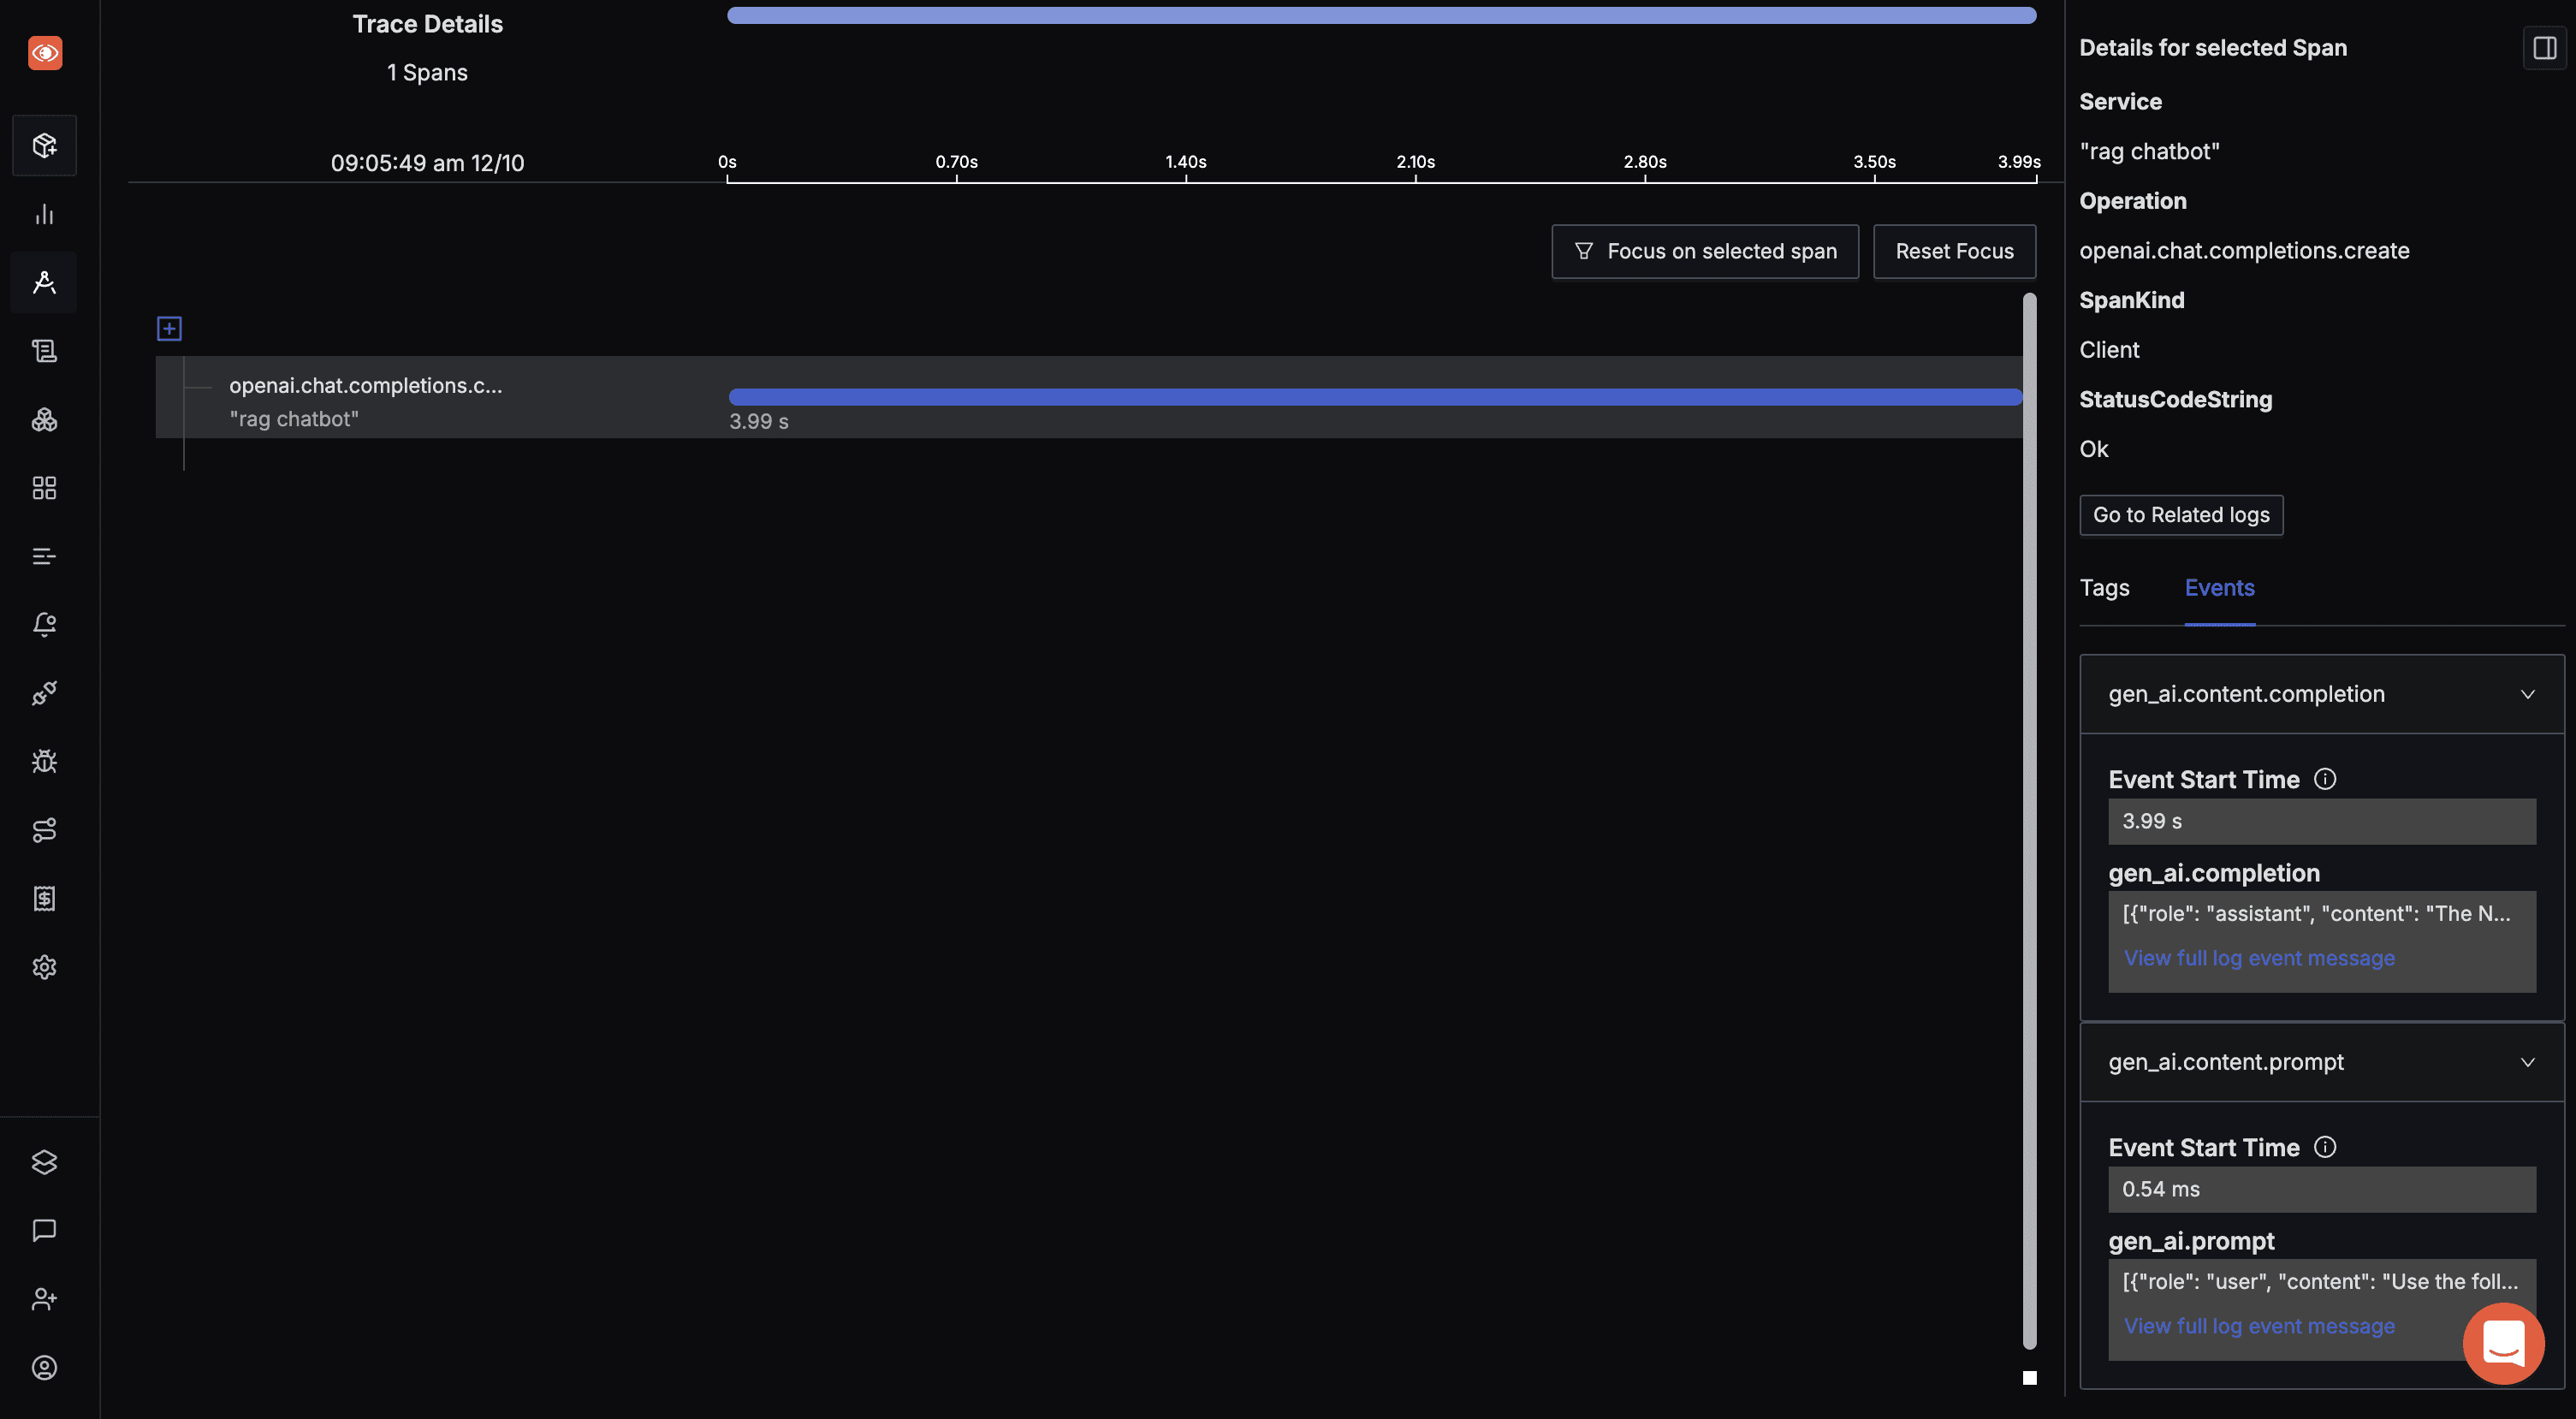 Trace Details
1 Spans
09:05:49 am 12/10
0s
0.70s
1.40s
2.10s
2.80s
3.50s
3.99s
Focus on selected span
Reset Focus
openai.chat.completions.c...
"rag chatbot"
3.99 s
Details for selected Span
Service
"rag chatbot"
Operation
openai.chat.completions.create
SpanKind
Client
StatusCodeString
Ok
Go to Related logs
Tags
Events
gen_ai.content.completion
Event Start Time
3.99 s
gen_ai.completion
[{"role": "assistant", "content": "The N...
View full log event message
gen_ai.content.prompt
Event Start Time
0.54 ms
gen_ai.prompt
[{"role": "user", "content": "Use the foll...
View full log event message